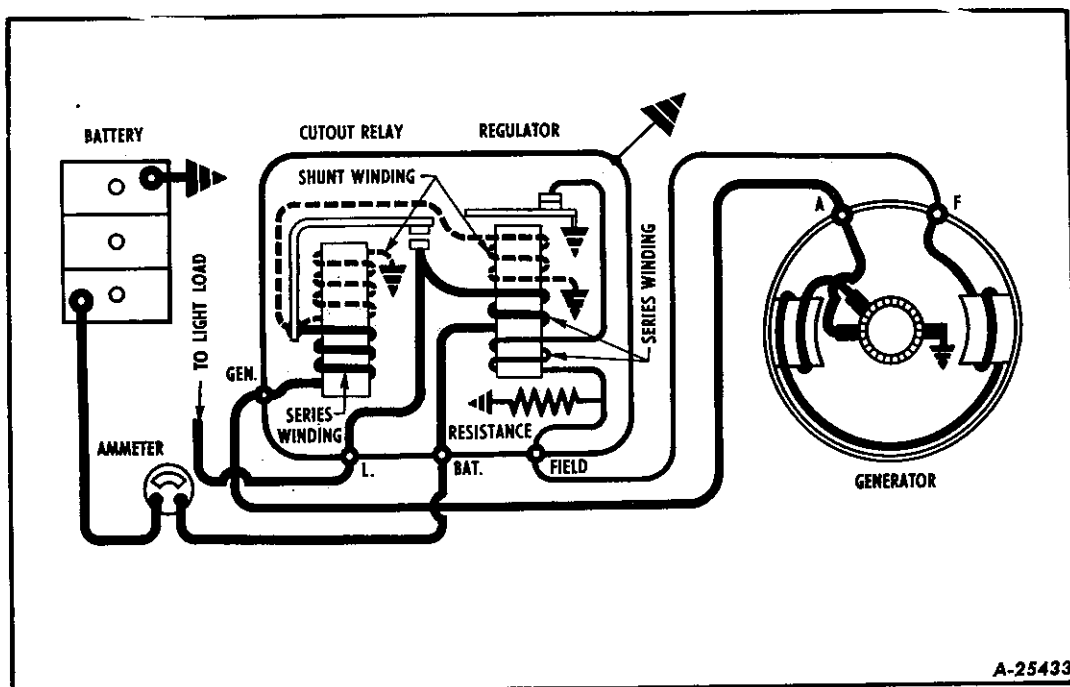 BATTERY
CUTOUT RELAY
REGULATOR
SHUNT WINDING
A
F
SERIES WINDING
TO LIGHT LOAD
GEN.
SERIES
WINDING
RESISTANCE
AMMETER
L.
BAT.
FIELD
GENERATOR
A-25433